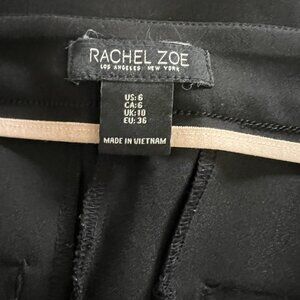 RACHEL ZOE
LOS ANGELES NEW YORK
US: 6
CA: 6
UK: 10
EU: 36
MADE IN VIETNAM